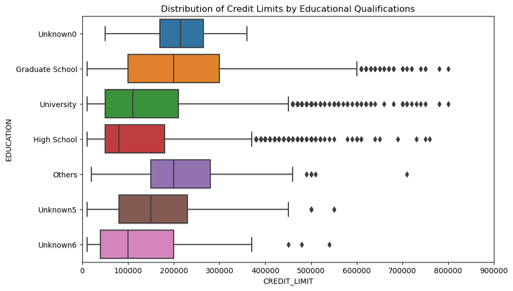 Distribution of Credit Limits by Educational Qualifications
Unknown0
Graduate School
University
High School
Others
Unknown5
Unknown6
EDUCATION
0 100000 200000 300000 400000 500000 600000 700000 800000 900000
CREDIT_LIMIT